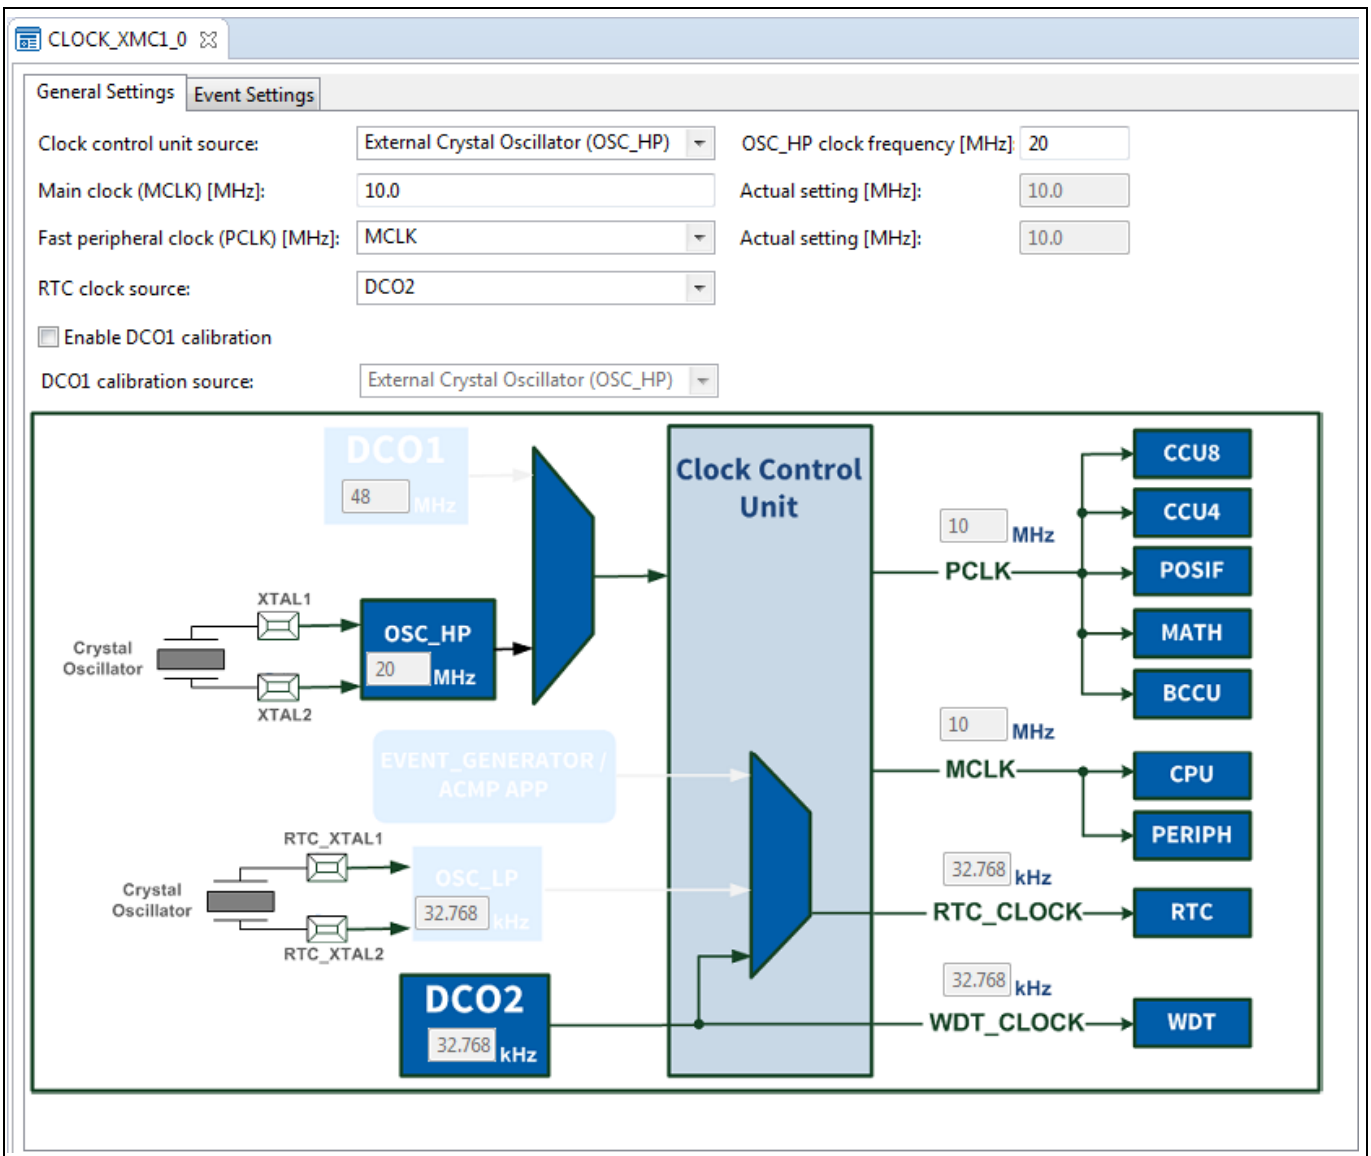 CLOCK_XMC1_0
General Settings
Event Settings
Clock control unit source:
External Crystal Oscillator (OSC_HP)
OSC_HP clock frequency [MHz]:
20
Main clock (MCLK) [MHz]:
10.0
Actual setting [MHz]:
10.0
Fast peripheral clock (PCLK) [MHz]:
MCLK
Actual setting [MHz]:
10.0
RTC clock source:
DCO2
Enable DCO1 calibration
DCO1 calibration source:
External Crystal Oscillator (OSC_HP)
DCO1
48
MHz
Clock Control
Unit
CCU8
CCU4
10
MHz
PCLK
POSIF
MATH
BCCU
XTAL1
Crystal
Oscillator
OSC_HP
20
MHz
XTAL2
EVENT_GENERATOR /
ACMP APP
10
MHz
MCLK
CPU
PERIPH
RTC_XTAL1
Crystal
Oscillator
OSC_LP
32.768
kHz
RTC_XTAL2
32.768
kHz
RTC_CLOCK
RTC
DCO2
32.768
kHz
32.768
kHz
WDT_CLOCK
WDT